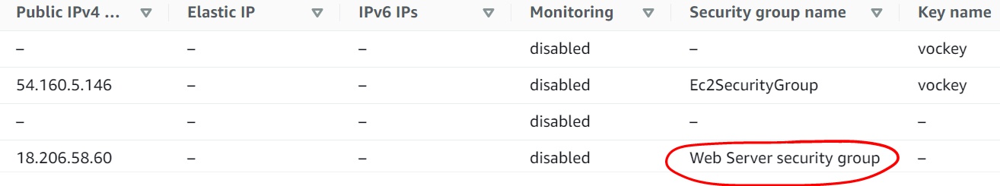 Public IPv4 ... Elastic IP IPv6 IPs Monitoring Security group name Key name
– – – disabled – vockey
54.160.5.146 – – disabled Ec2SecurityGroup vockey
– – – disabled – –
18.206.58.60 – – disabled Web Server security group –